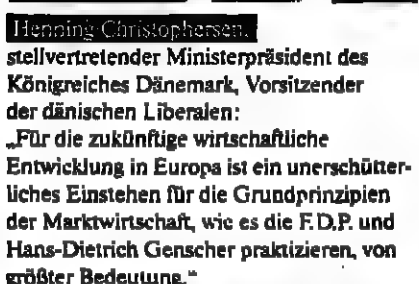 Henning Christophersen,
stellvertretender Ministerpräsident des
Königreiches Dänemark, Vorsitzender
der dänischen Liberalen:
„Für die zukünftige wirtschaftliche
Entwicklung in Europa ist ein unerschütter-
liches Einstehen für die Grundprinzipien
der Marktwirtschaft, wie es die F.D.P. und
Hans-Dietrich Genscher praktizieren, von
größter Bedeutung.“